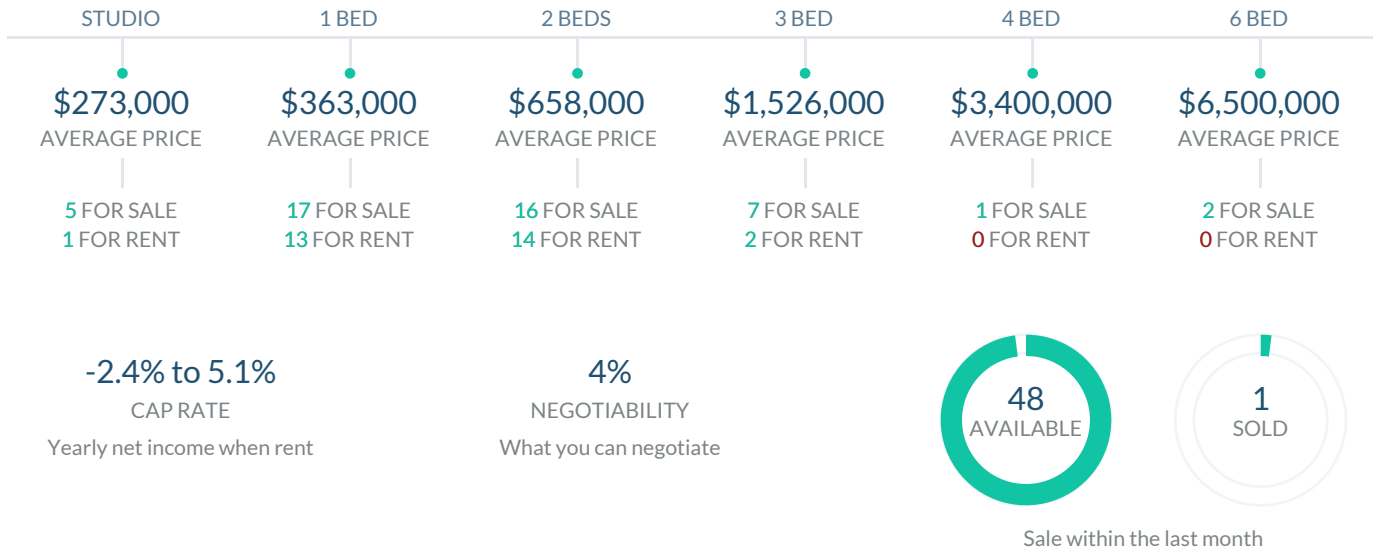 STUDIO
1 BED
2 BEDS
3 BED
4 BED
6 BED
$273,000
$363,000
$658,000
$1,526,000
$3,400,000
$6,500,000
AVERAGE PRICE
AVERAGE PRICE
AVERAGE PRICE
AVERAGE PRICE
AVERAGE PRICE
AVERAGE PRICE
5 FOR SALE
17 FOR SALE
16 FOR SALE
7 FOR SALE
1 FOR SALE
2 FOR SALE
1 FOR RENT
13 FOR RENT
14 FOR RENT
2 FOR RENT
0 FOR RENT
0 FOR RENT
-2.4% to 5.1%
CAP RATE
Yearly net income when rent
4%
NEGOTIABILITY
What you can negotiate
48
AVAILABLE
1
SOLD
Sale within the last month